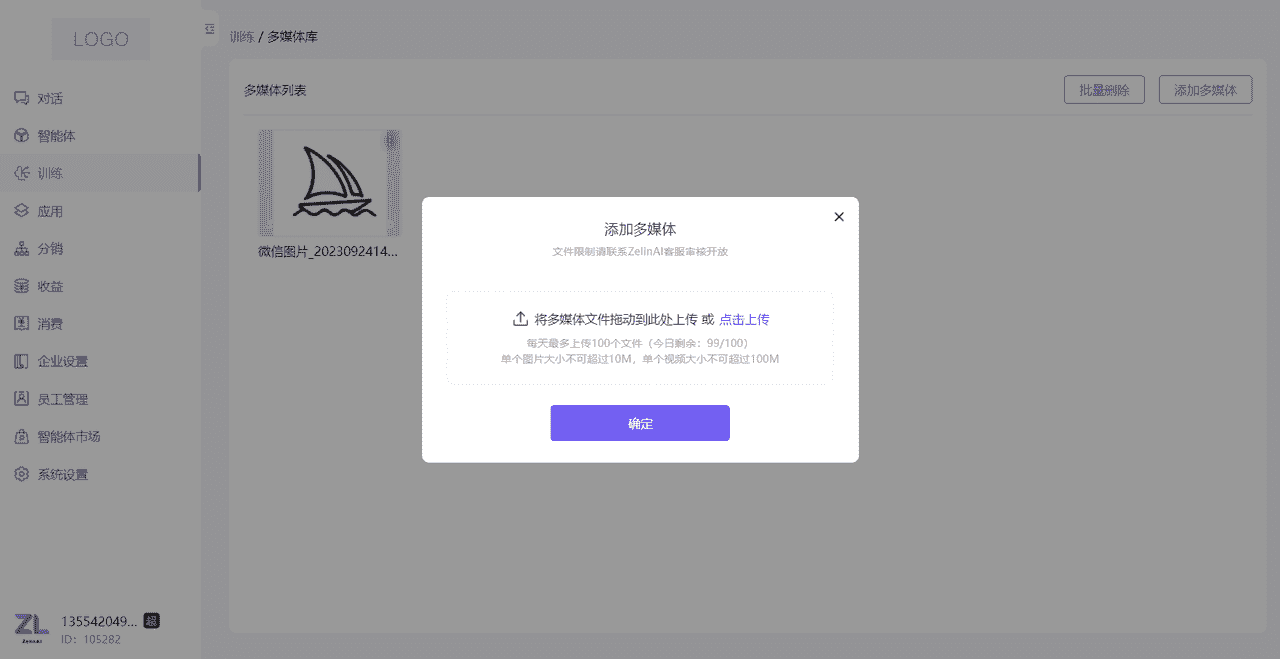 LOGO
对话
智能体
训练
应用
分销
收益
消费
企业设置
员工管理
智能体市场
系统设置
ZL
135542049... 超
ID：105282
训练 / 多媒体库
多媒体列表
批量删除
添加多媒体
微信图片_2023092414...
添加多媒体
文件限制请联系ZelinAI客服审核开放
将多媒体文件拖动到此处上传 或 点击上传
每天最多上传100个文件（今日剩余：99/100）
单个图片大小不可超过10M，单个视频大小不可超过100M
确定